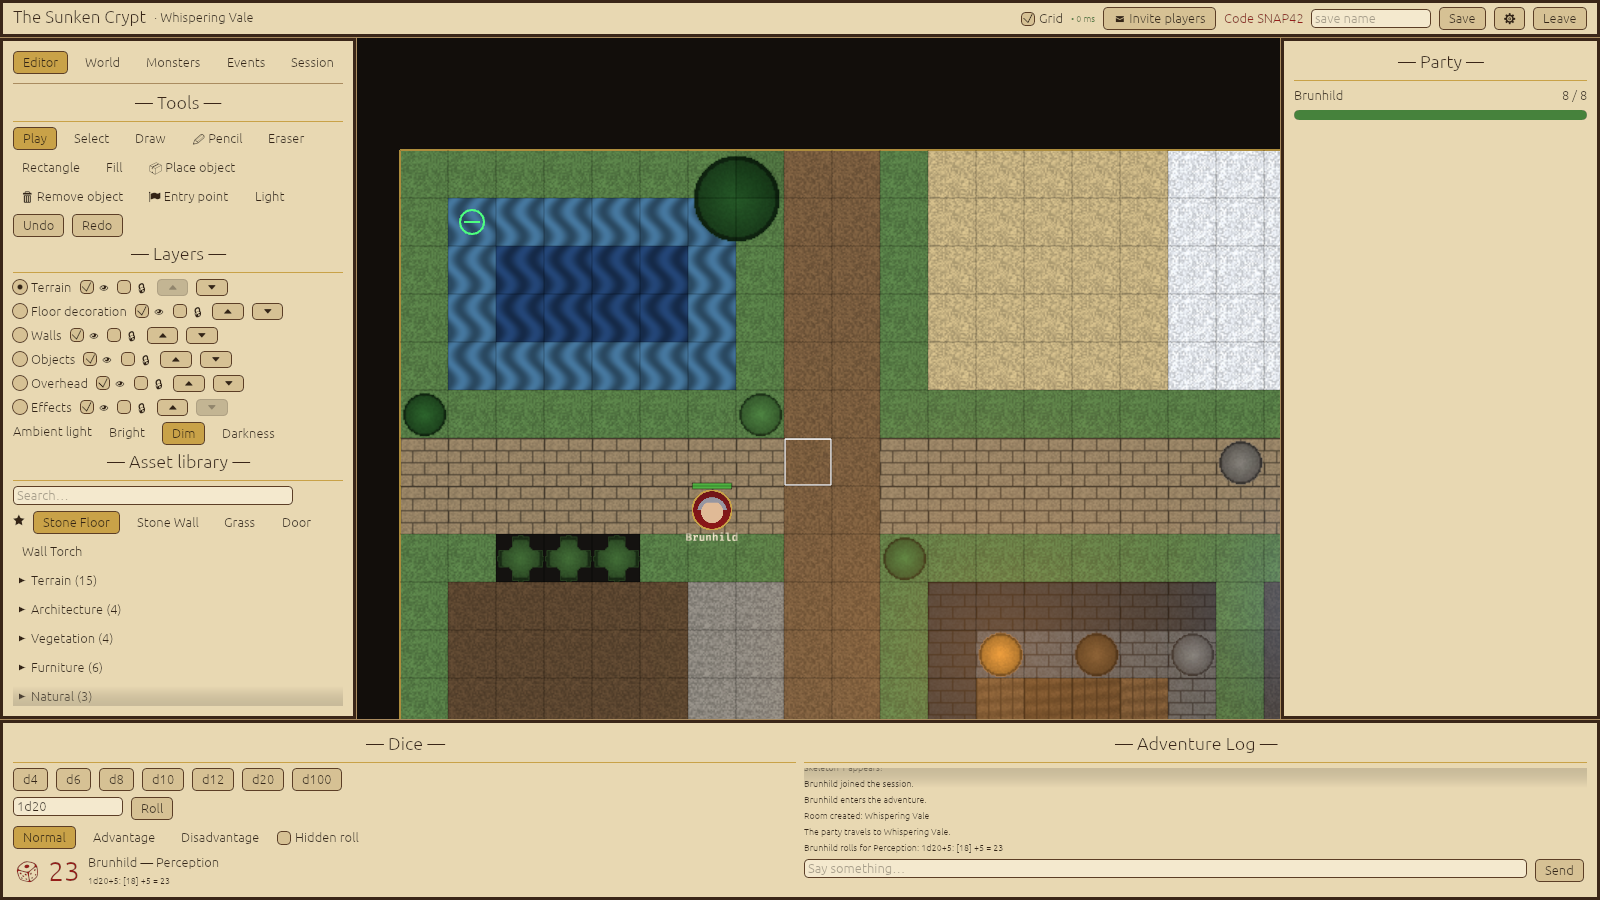 The Sunken Crypt · Whispering Vale
Grid • 0 ms Invite players Code SNAP42 save name Save Leave
Editor World Monsters Events Session
— Tools —
Play Select Draw Pencil Eraser
Rectangle Fill Place object
Remove object Entry point Light
Undo Redo
— Layers —
Terrain
Floor decoration
Walls
Objects
Overhead
Effects
Ambient light Bright Dim Darkness
— Asset library —
Search...
Stone Floor Stone Wall Grass Door
Wall Torch
Terrain (15)
Architecture (4)
Vegetation (4)
Furniture (6)
Natural (3)
Brunhild
— Party —
Brunhild 8 / 8
— Dice —
d4 d6 d8 d10 d12 d20 d100
1d20 Roll
Normal Advantage Disadvantage Hidden roll
23 Brunhild — Perception
1d20+5: [18] +5 = 23
— Adventure Log —
Skeleton 1 appears.
Brunhild joined the session.
Brunhild enters the adventure.
Room created: Whispering Vale
The party travels to Whispering Vale.
Brunhild rolls for Perception: 1d20+5: [18] +5 = 23
Say something... Send